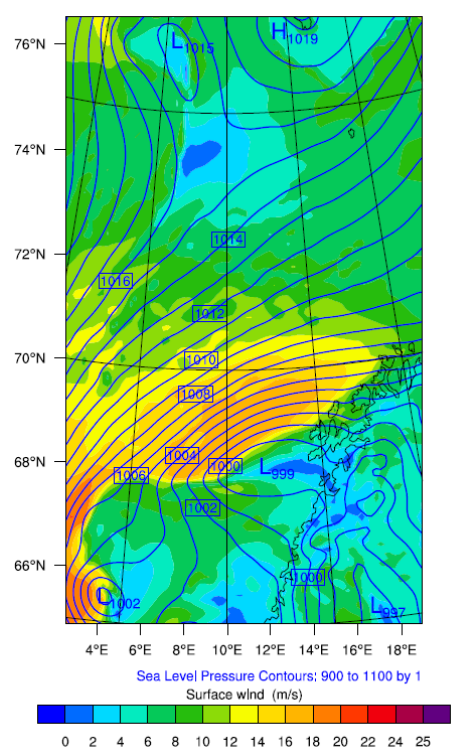 76°N
L1015
H1019
74°N
72°N
1014
1016
1012
70°N
1010
1008
68°N
1004
1000
L999
1006
1002
66°N
1000
L1002
L997
4°E 6°E 8°E 10°E 12°E 14°E 16°E 18°E
Sea Level Pressure Contours: 900 to 1100 by 1
Surface wind (m/s)
0 2 4 6 8 10 12 14 16 18 20 22 24 25